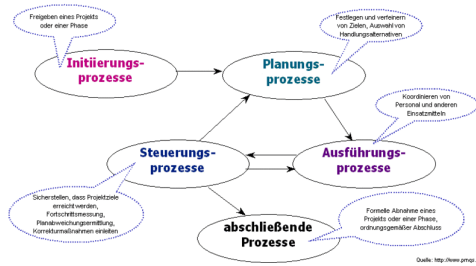 Freigeben eines Projekts
oder einer Phase
Festlegen und verfeinern
von Zielen, Auswahl von
Handlungsalternativen
Initiierungs-
prozesse
Planungs-
prozesse
Koordinieren von
Personal und anderen
Einsatzmitteln
Steuerungs-
prozesse
Ausführungs-
prozesse
Sicherstellen, dass Projektziele
erreicht werden,
Fortschrittsmessung,
Planabweichungsermittlung,
Korrekturmaßnahmen einleiten
abschließende
Prozesse
Formelle Abnahme eines
Projekts oder einer Phase,
ordnungsgemäßer Abschluss
Quelle: http://www.pmqs